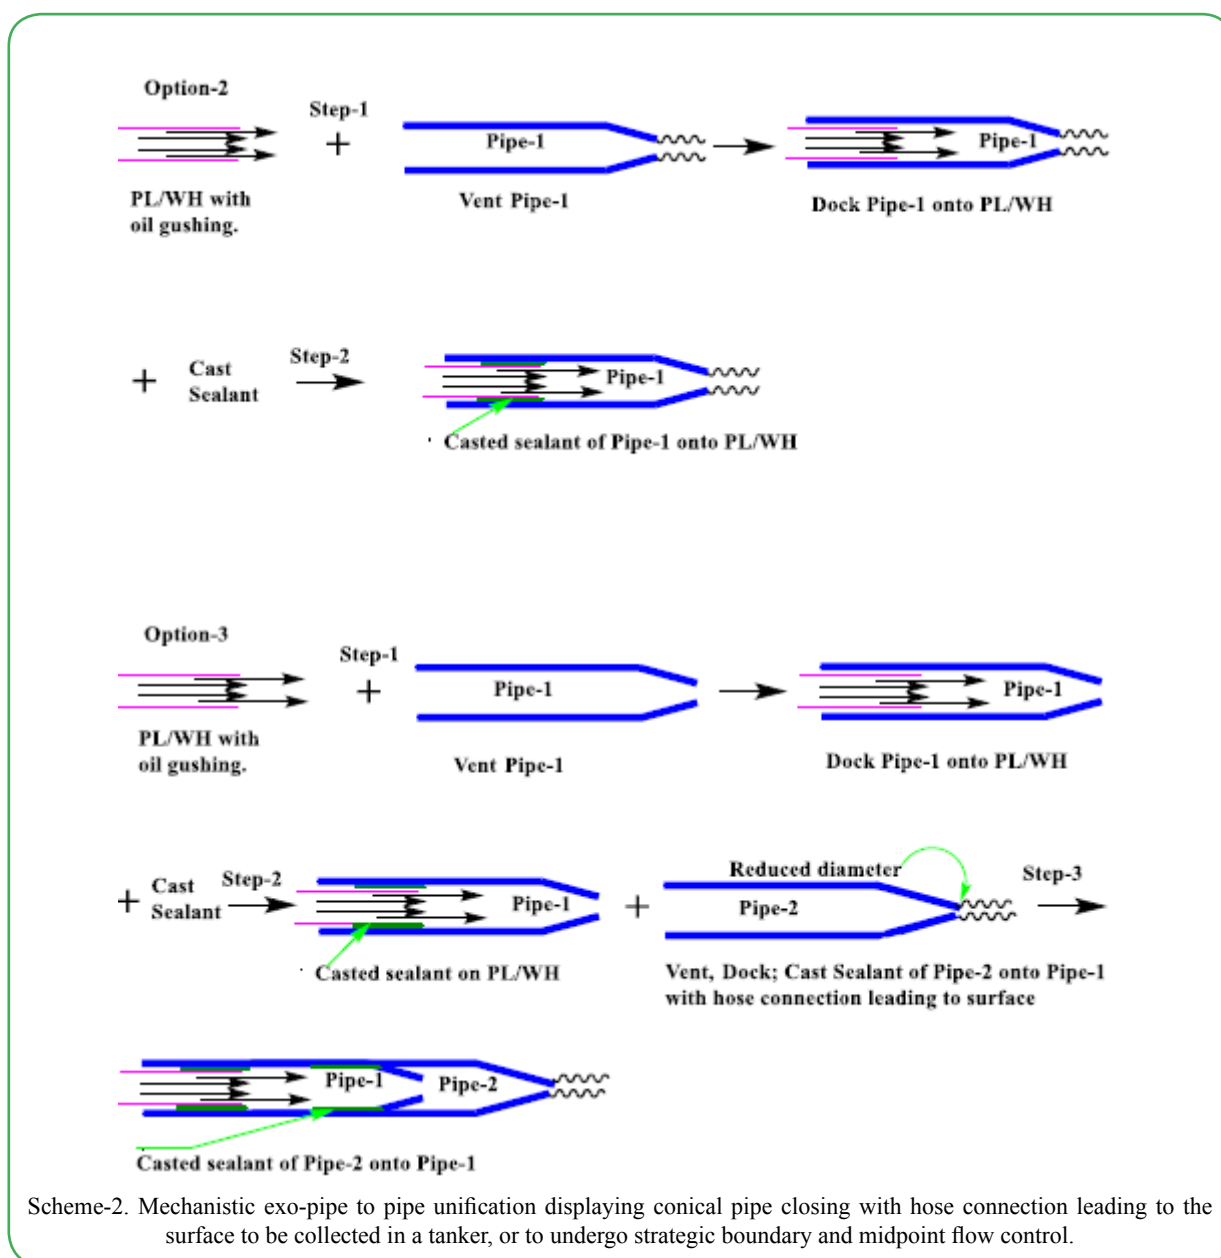 Option-2
Step-1
+
Pipe-1
Pipe-1
PL/WH with
oil gushing.
Vent Pipe-1
Dock Pipe-1 onto PL/WH
+
Cast
Sealant
Step-2
Pipe-1
Casted sealant of Pipe-1 onto PL/WH
Option-3
Step-1
+
Pipe-1
Pipe-1
PL/WH with
oil gushing.
Vent Pipe-1
Dock Pipe-1 onto PL/WH
+
Cast
Sealant
Step-2
Pipe-1
Casted sealant on PL/WH
+
Reduced diameter
Pipe-2
Step-3
Vent, Dock; Cast Sealant of Pipe-2 onto Pipe-1
with hose connection leading to surface
Pipe-1
Pipe-2
Casted sealant of Pipe-2 onto Pipe-1
Scheme-2. Mechanistic exo-pipe to pipe unification displaying conical pipe closing with hose connection leading to the
surface to be collected in a tanker, or to undergo strategic boundary and midpoint flow control.